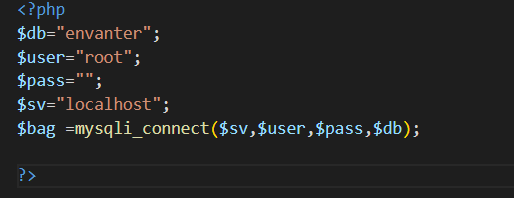 <?php
$db="envanter";
$user="root";
$pass="";
$sv="localhost";
$bag =mysqli_connect($sv,$user,$pass,$db);
?>